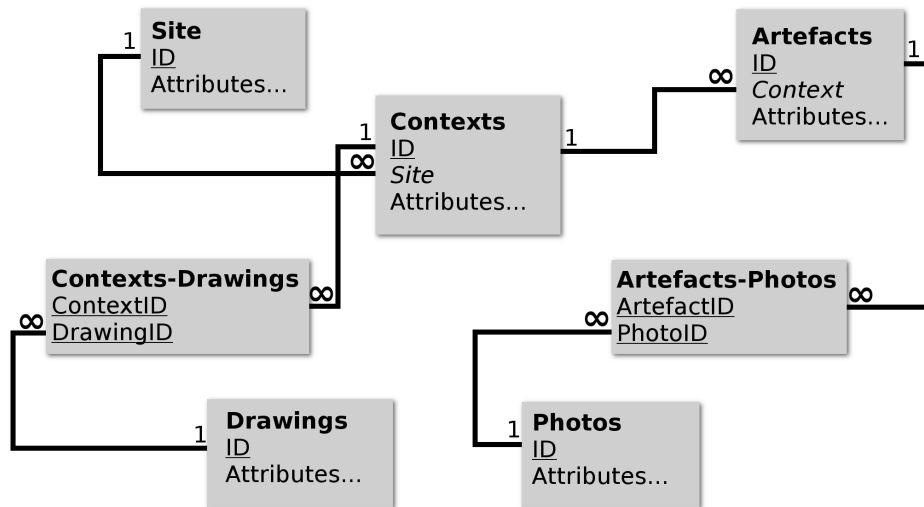 Site
ID
Attributes...
1
Artefacts
ID
Context
Attributes...
1
∞
Contexts
ID
Site
Attributes...
1
∞
1
Contexts-Drawings
ContextID
DrawingID
∞
∞
Artefacts-Photos
ArtefactID
PhotoID
∞
∞
Drawings
ID
Attributes...
1
Photos
ID
Attributes...
1